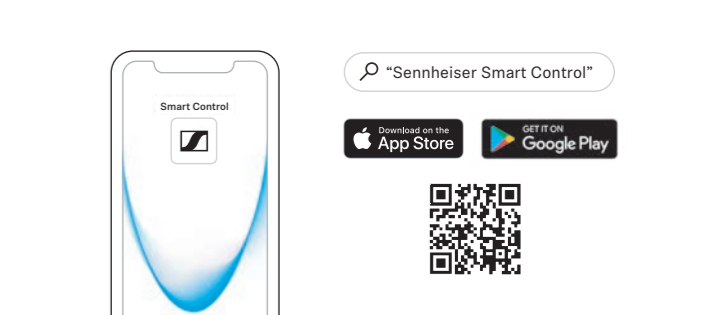 “Sennheiser Smart Control”
Smart Control
Download on the
App Store
GET IT ON
Google Play